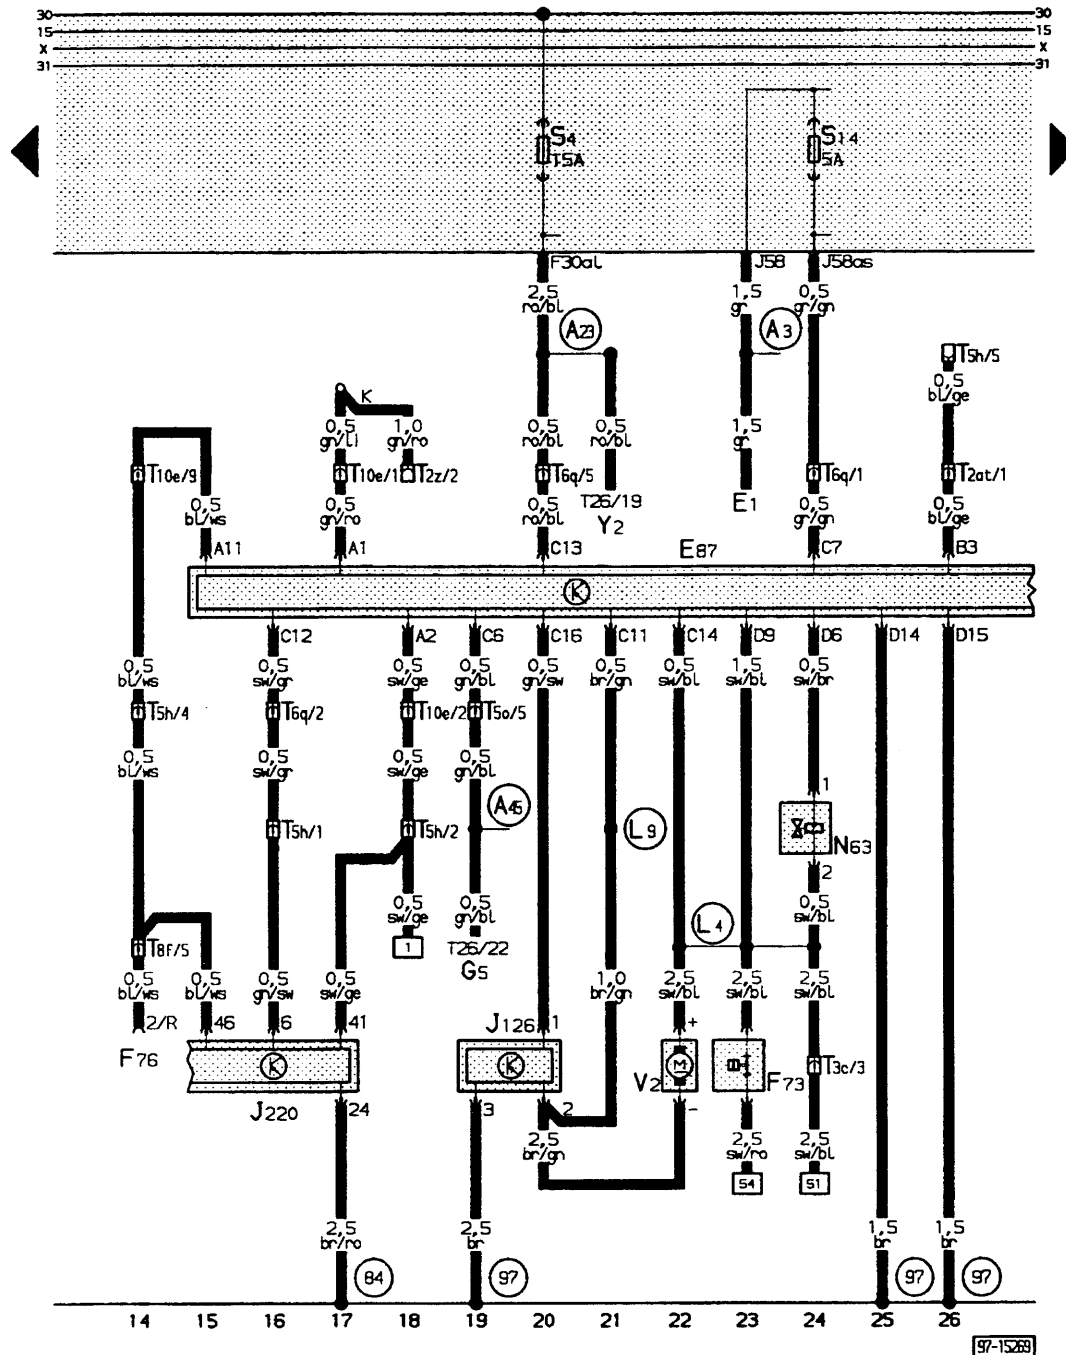 30 30
15 15
X X
31 31
S4 S14
15A 5A
F30al J58 J58as
2,5 1,5 0,5
ro/bl gr gr/gn
A23 A3
T5h/5
0,5
bl/ge
K
0,5 1,0 0,5 0,5 1,5
gn/li gn/ro ro/bl ro/bl gr
T10e/9 T10e/1 T2z/2 T6q/5 T6q/1 T2at/1
T26/19 E1
Y2
0,5 0,5 0,5 0,5 0,5
bl/ws gn/ro ro/bl gr/gn bl/ge
A11 A1 C13 E87 C7 B3
K
C12 A2 C6 C16 C11 C14 D9 D6 D14 D15
0,5 0,5 0,5 0,5 0,5 0,5 0,5 1,5 0,5
bl/ws sw/gr sw/ge gn/bl gn/sw br/gn sw/bl sw/bl sw/br
T5h/4 T6q/2 T10e/2 T5o/5
0,5 0,5 0,5 0,5
bl/ws sw/gr sw/ge gn/bl
1
A45
T5h/1 T5h/2 L9 N63
2
0,5 0,5 0,5
sw/ge gn/bl sw/bl
L4
T8f/5 1 T26/22
G5
0,5 0,5 0,5 0,5 1,0 2,5 2,5 2,5
bl/ws bl/ws gn/sw sw/ge br/gn sw/bl sw/bl sw/bl
2/R 46 6 41 J126 1 +
F76 K K M V2 F73 T3c/3
J220 24 3 2 -
2,5 2,5 2,5
br/gn sw/ro sw/bl
54 51
2,5 2,5 1,5 1,5
br/ro br br br
84 97 97 97
14 15 16 17 18 19 20 21 22 23 24 25 26
97-15269